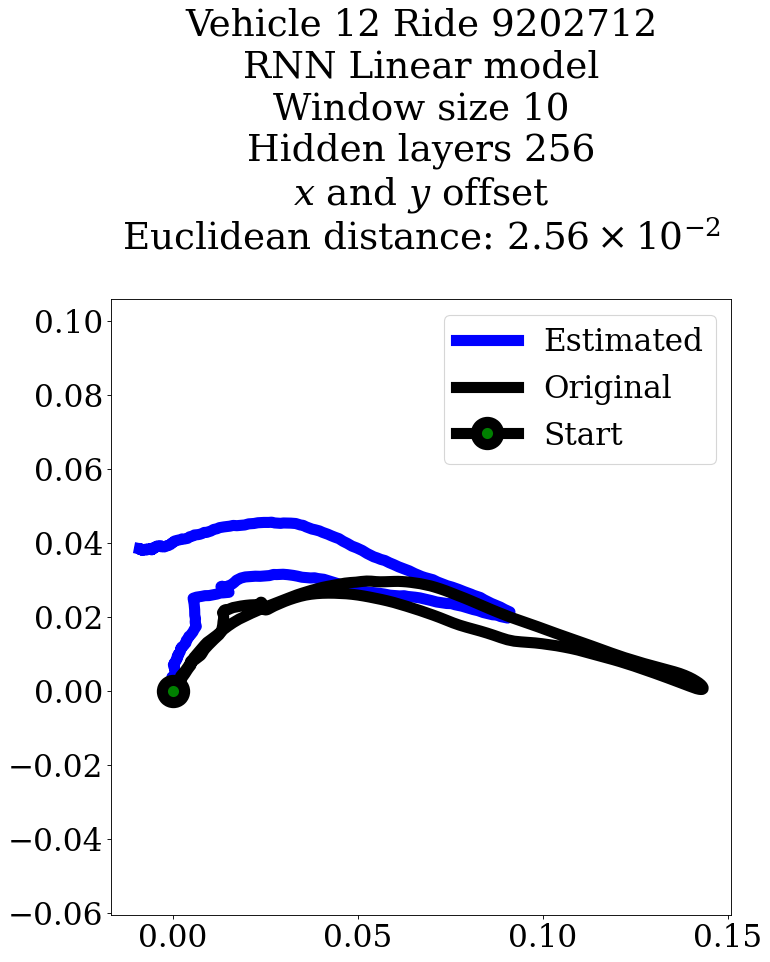 Vehicle 12 Ride 9202712
RNN Linear model
Window size 10
Hidden layers 256
x and y offset
Euclidean distance: 2.56 × 10⁻²
Estimated
Original
Start
0.10
0.08
0.06
0.04
0.02
0.00
−0.02
−0.04
−0.06
0.00 0.05 0.10 0.15